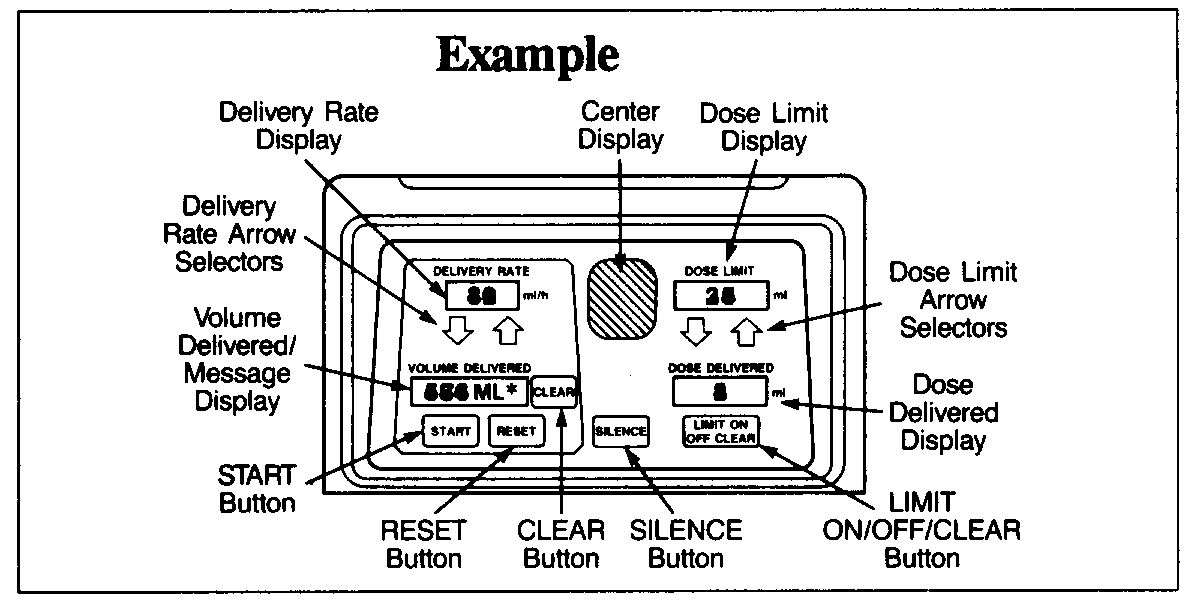 Example
Delivery Rate
Display
Center
Display
Dose Limit
Display
Delivery
Rate Arrow
Selectors
DELIVERY RATE
ml/h
DOSE LIMIT
ml
Dose Limit
Arrow
Selectors
Volume
Delivered/
Message
Display
VOLUME DELIVERED
ML*
CLEAR
DOSE DELIVERED
ml
Dose
Delivered
Display
START
RESET
SILENCE
LIMIT ON
OFF CLEAR
START
Button
RESET
Button
CLEAR
Button
SILENCE
Button
LIMIT
ON/OFF/CLEAR
Button